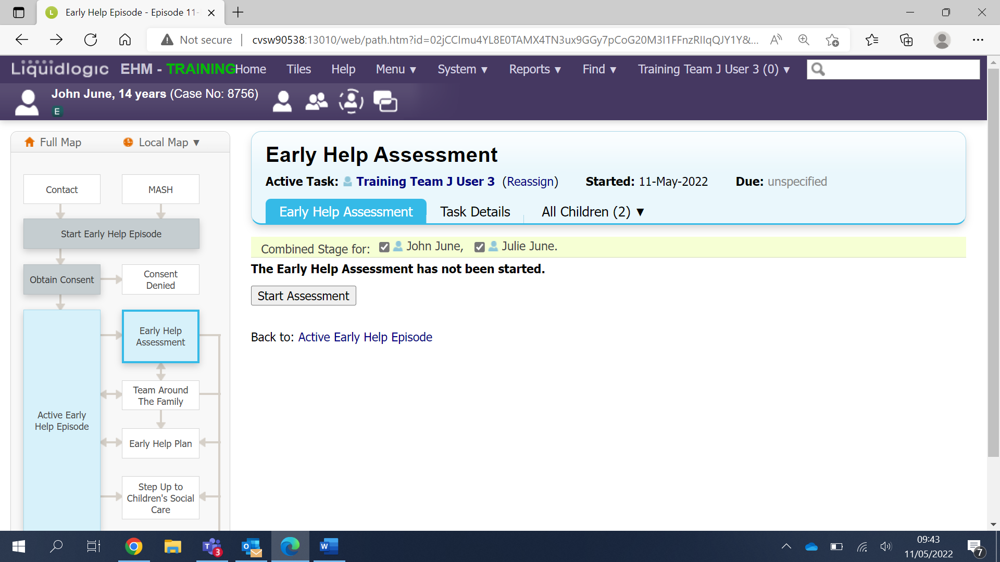 Early Help Episode - Episode 11-
Not secure
cvsw90538:13010/web/path.htm?id=02jCCImu4YL8E0TAMX4TN3ux9GGy7pCoG20M3I1FFnzRIIqQJY1Y&...
Liquidlogic EHM - TRAINING Home Tiles Help Menu ▼ System ▼ Reports ▼ Find ▼ Training Team J User 3 (0) ▼
John June, 14 years (Case No: 8756)
E
Full Map Local Map ▼
Contact
MASH
Start Early Help Episode
Obtain Consent
Consent
Denied
Early Help
Assessment
Team Around
The Family
Active Early
Help Episode
Early Help Plan
Step Up to
Children's Social
Care
Early Help Assessment
Active Task: Training Team J User 3 (Reassign) Started: 11-May-2022 Due: unspecified
Early Help Assessment Task Details All Children (2) ▼
Combined Stage for: John June, Julie June.
The Early Help Assessment has not been started.
Start Assessment
Back to: Active Early Help Episode
3
09:43
11/05/2022
7